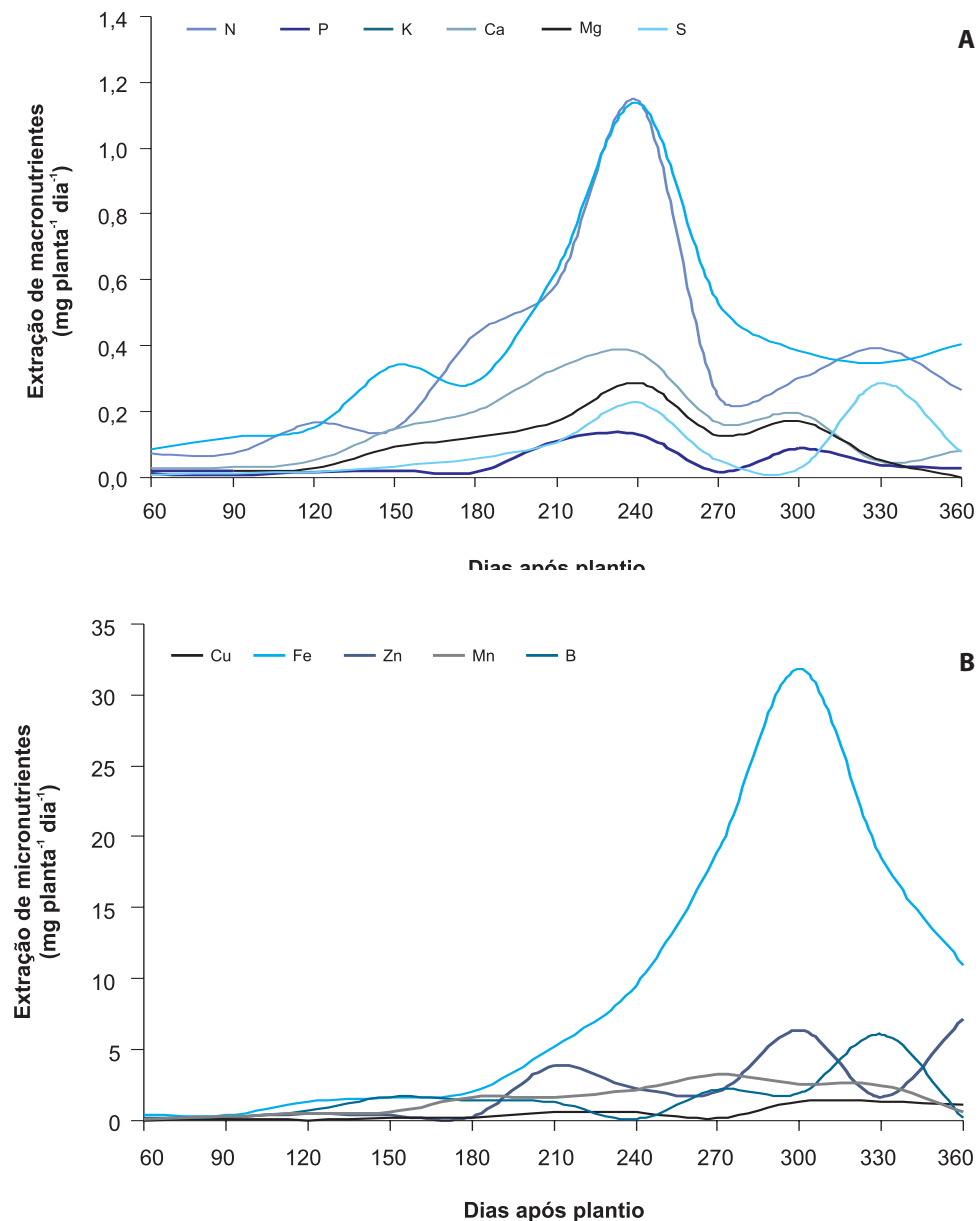 N P K Ca Mg S
A
1,4
1,2
1,0
0,8
0,6
0,4
0,2
0,0
Extração de macronutrientes
(mg planta⁻¹ dia⁻¹)
60 90 120 150 180 210 240 270 300 330 360
Dias após plantio
Cu Fe Zn Mn B
B
35
30
25
20
15
10
5
0
Extração de micronutrientes
(mg planta⁻¹ dia⁻¹)
60 90 120 150 180 210 240 270 300 330 360
Dias após plantio